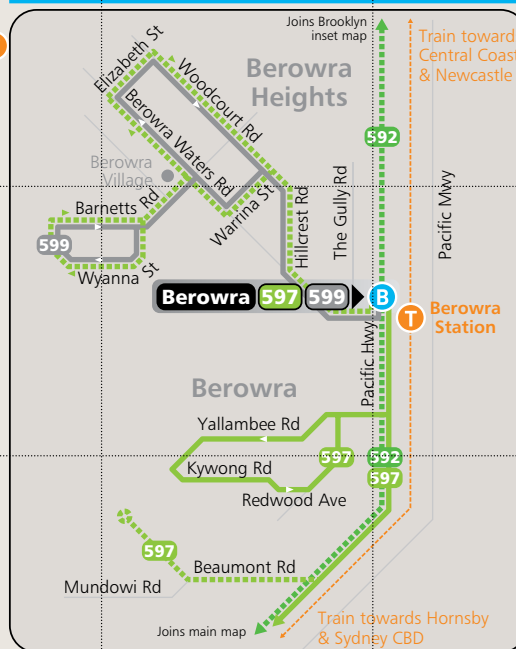 Joins Brooklyn
inset map
Train toward
Central Coast
& Newcastle
Elizabeth St
Woodcourt Rd
Berowra
Heights
592
Berowra Waters Rd
Berowra
Village
Barnetts Rd
Warrina St
Hillcrest Rd
The Gully Rd
Pacific Mwy
599
Wyanna St
Berowra 597 599 B
T
Berowra
Station
Pacific Hwy
Berowra
Yallambee Rd
597
592
597
Kywong Rd
Redwood Ave
597
Beaumont Rd
Mundowi Rd
Joins main map
Train towards Hornsby
& Sydney CBD